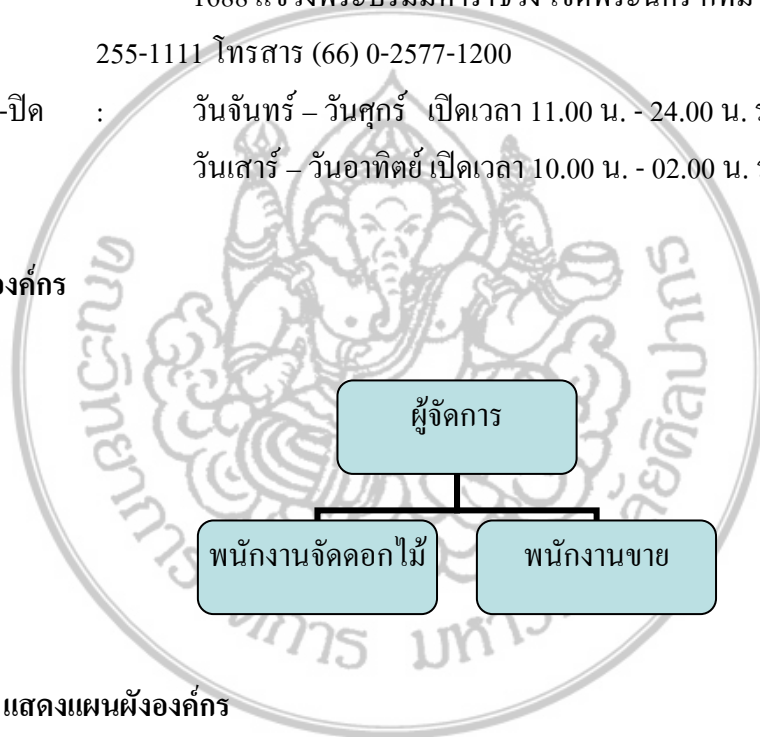 255-1111 โทรสาร (66) 0-2577-1200
-ปิด : วันจันทร์ – วันศุกร์ เปิดเวลา 11.00 น. - 24.00 น.
วันเสาร์ – วันอาทิตย์ เปิดเวลา 10.00 น. - 02.00 น.
องค์กร
ผู้จัดการ
พนักงานจัดดอกไม้ พนักงานขาย
แสดงแผนผังองค์กร